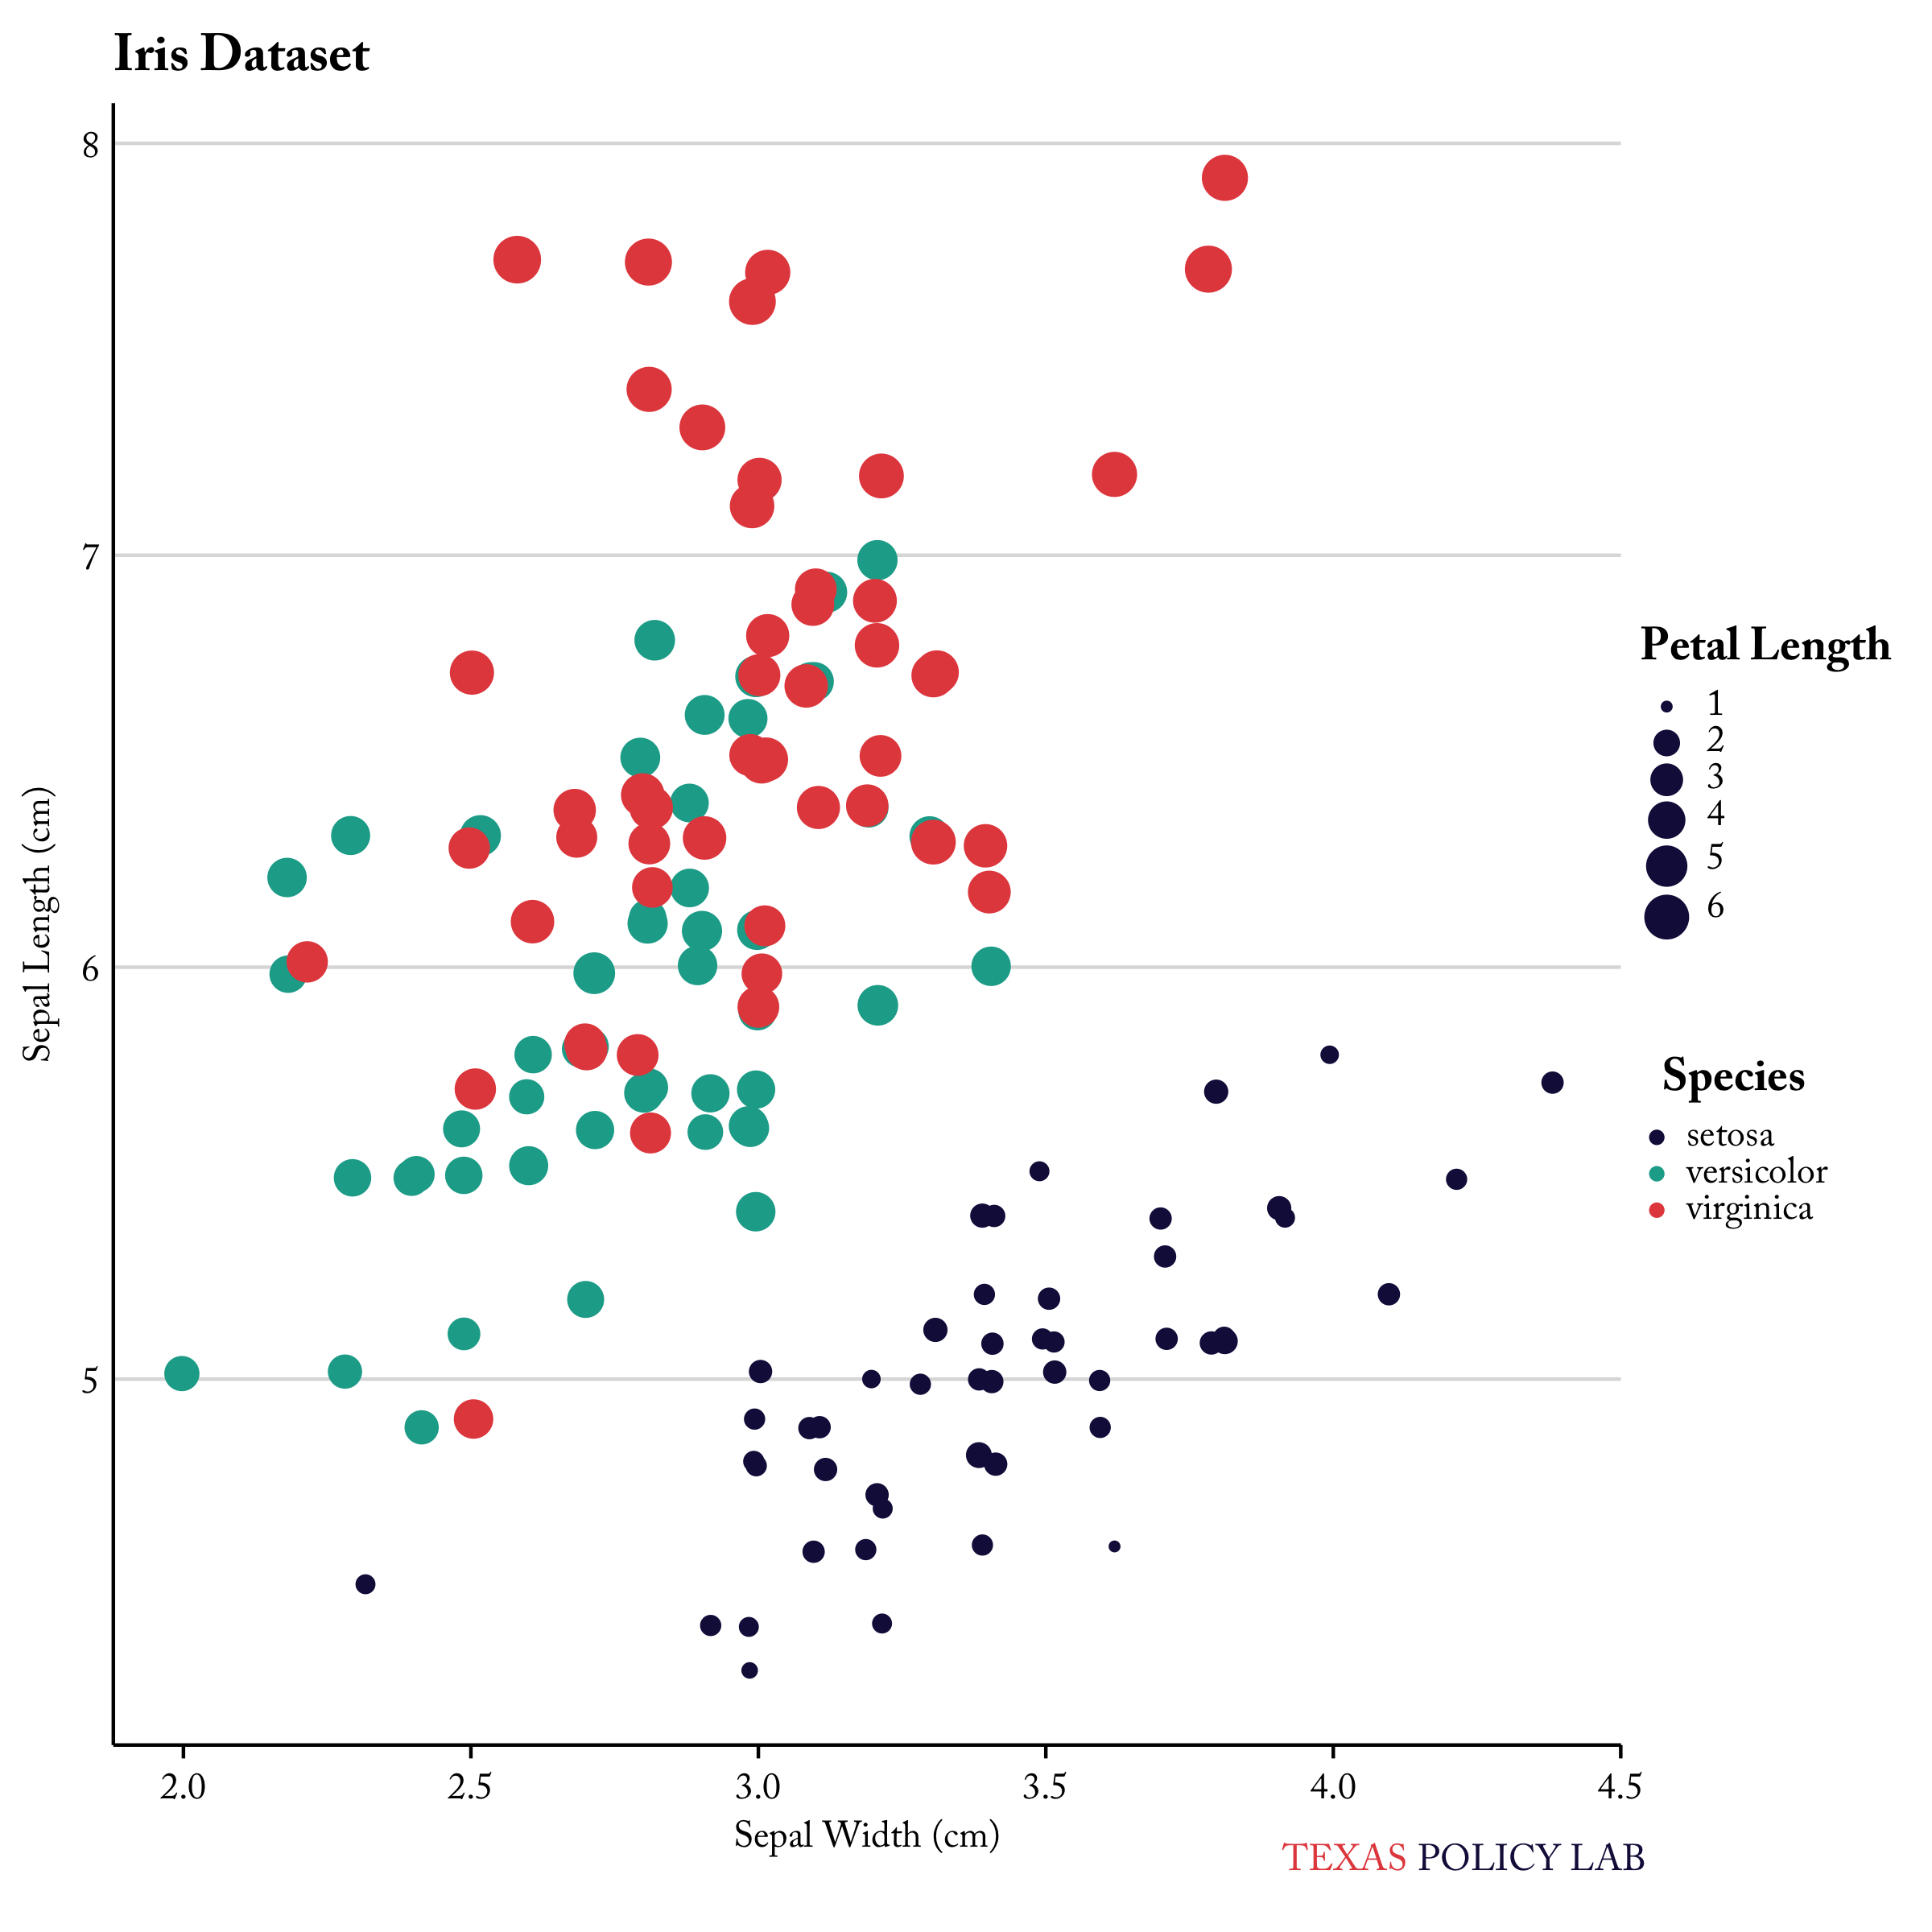 Iris Dataset
8
7
6
5
Sepal Length (cm)
2.0 2.5 3.0 3.5 4.0 4.5
Sepal Width (cm)
Petal Length
1
2
3
4
5
6
Species
setosa
versicolor
virginica
TEXAS POLICY LAB